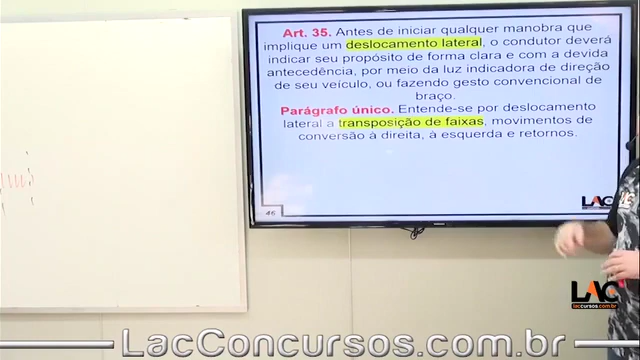 Art. 35. Antes de iniciar qualquer manobra que
implique um deslocamento lateral, o condutor deverá
indicar seu propósito de forma clara e com a devida
antecedência, por meio da luz indicadora de direção
de seu veículo, ou fazendo gesto convencional de
braço.
Parágrafo único. Entende-se por deslocamento
lateral a transposição de faixas, movimentos de
conversão à direita, à esquerda e retornos.
LAC
46
LAC
laccursos.com.br
LacConcursos.com.br